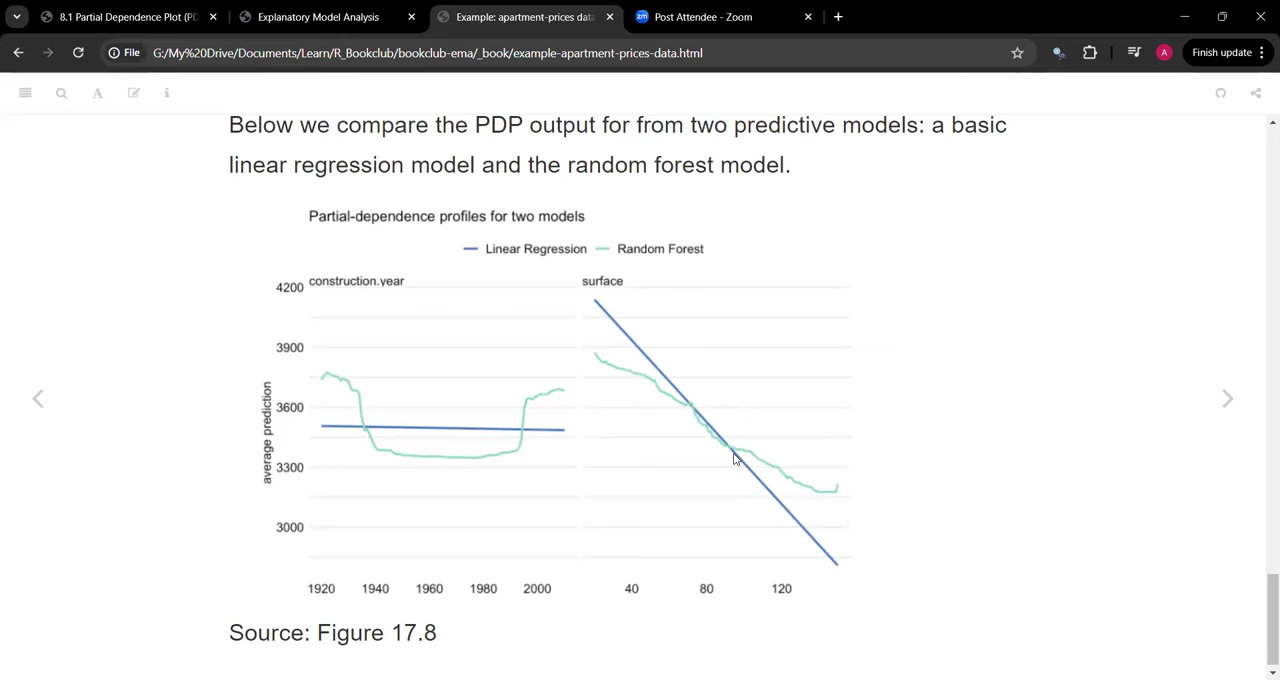 8.1 Partial Dependence Plot (PD
Explanatory Model Analysis
Example: apartment-prices data
zm Post Attendee - Zoom
File G:/My%20Drive/Documents/Learn/R_Bookclub/bookclub-ema/_book/example-apartment-prices-data.html
A
Finish update
A
i
Below we compare the PDP output for from two predictive models: a basic
linear regression model and the random forest model.
Partial-dependence profiles for two models
Linear Regression Random Forest
construction.year surface
4200
3900
3600
3300
3000
average prediction
1920 1940 1960 1980 2000 40 80 120
Source: Figure 17.8